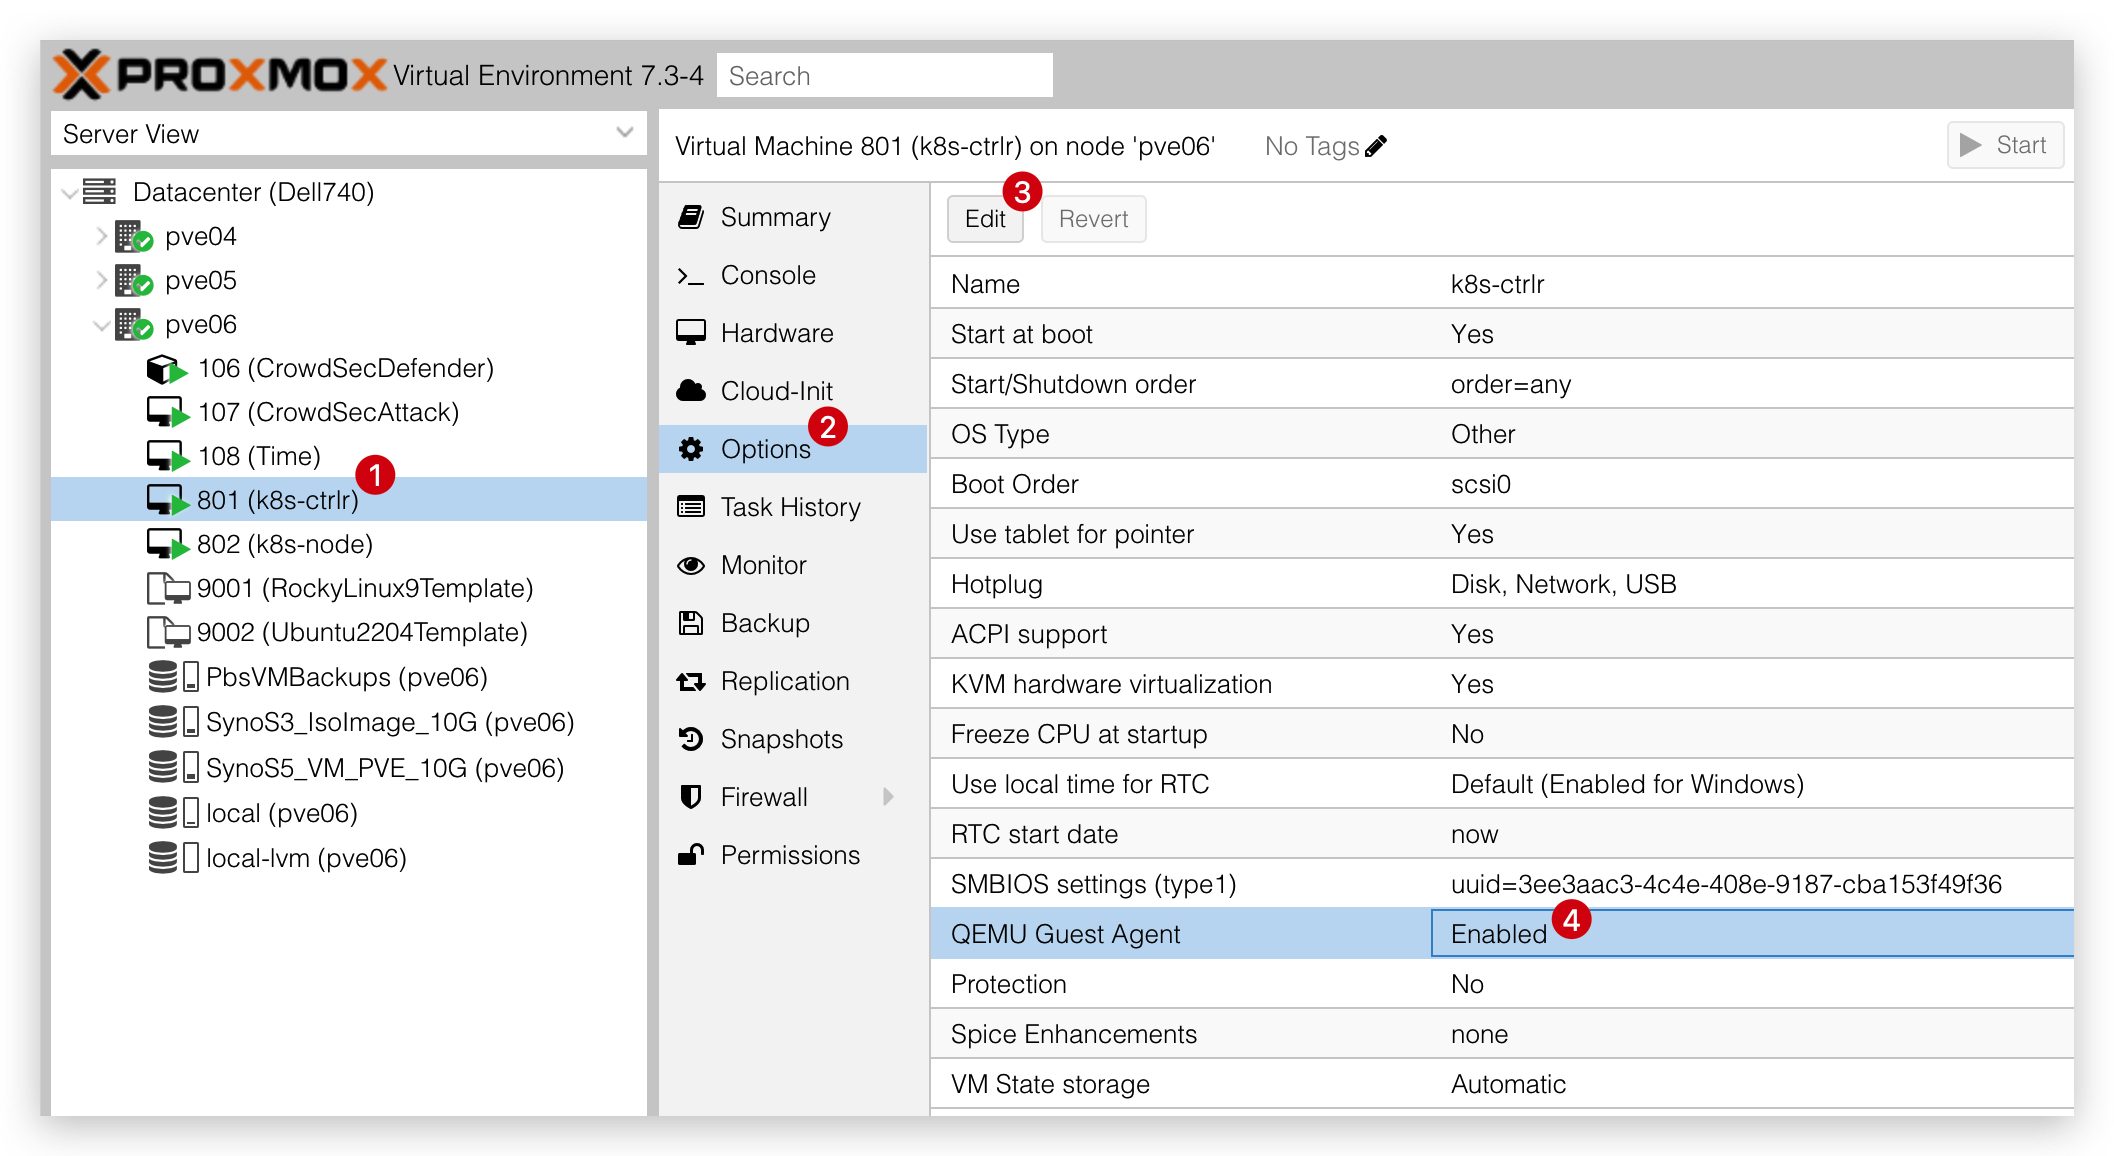 PROXMOX Virtual Environment 7.3-4 Search
Server View
Datacenter (Dell740)
pve04
pve05
pve06
106 (CrowdSecDefender)
107 (CrowdSecAttack)
108 (Time)
1
801 (k8s-ctrlr)
802 (k8s-node)
9001 (RockyLinux9Template)
9002 (Ubuntu2204Template)
PbsVMBackups (pve06)
SynoS3_IsoImage_10G (pve06)
SynoS5_VM_PVE_10G (pve06)
local (pve06)
local-lvm (pve06)
Virtual Machine 801 (k8s-ctrlr) on node 'pve06' No Tags Start
Summary
Console
Hardware
Cloud-Init
2
Options
Task History
Monitor
Backup
Replication
Snapshots
Firewall
Permissions
3
Edit Revert
Name k8s-ctrlr
Start at boot Yes
Start/Shutdown order order=any
OS Type Other
Boot Order scsi0
Use tablet for pointer Yes
Hotplug Disk, Network, USB
ACPI support Yes
KVM hardware virtualization Yes
Freeze CPU at startup No
Use local time for RTC Default (Enabled for Windows)
RTC start date now
SMBIOS settings (type1) uuid=3ee3aac3-4c4e-408e-9187-cba153f49f36
QEMU Guest Agent Enabled 4
Protection No
Spice Enhancements none
VM State storage Automatic